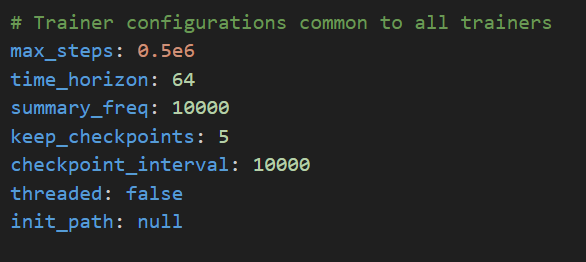 # Trainer configurations common to all trainers
max_steps: 0.5e6
time_horizon: 64
summary_freq: 10000
keep_checkpoints: 5
checkpoint_interval: 10000
threaded: false
init_path: null